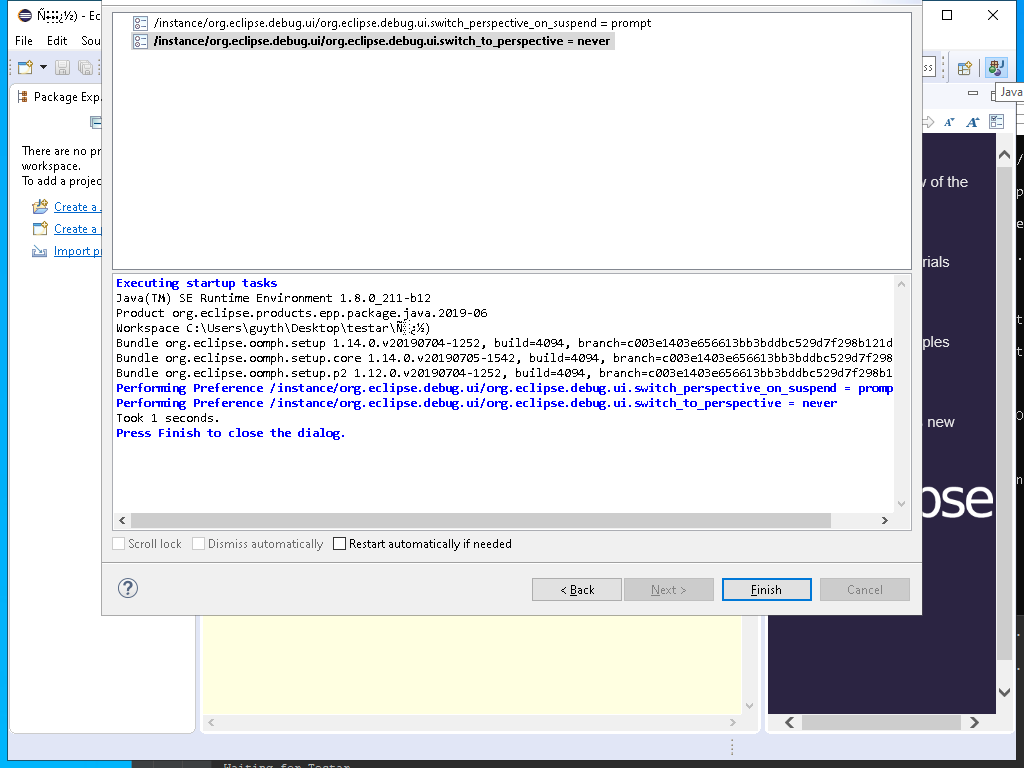 /instance/org.eclipse.debug.ui/org.eclipse.debug.ui.switch_perspective_on_suspend = prompt
/instance/org.eclipse.debug.ui/org.eclipse.debug.ui.switch_to_perspective = never
File Edit Sou
ss
Package Exp
Java
There are no pr
workspace.
To add a projec
Create a
Create a
Import p
of the
rials
ples
new
pse
Executing startup tasks
Java(TM) SE Runtime Environment 1.8.0_211-b12
Product org.eclipse.products.epp.package.java.2019-06
Workspace C:\Users\guyth\Desktop\testar\
Bundle org.eclipse.oomph.setup 1.14.0.v20190704-1252, build=4094, branch=c003e1403e656613bb3bddbc529d7f298b121d
Bundle org.eclipse.oomph.setup.core 1.14.0.v20190705-1542, build=4094, branch=c003e1403e656613bb3bddbc529d7f298
Bundle org.eclipse.oomph.setup.p2 1.12.0.v20190704-1252, build=4094, branch=c003e1403e656613bb3bddbc529d7f298b1
Performing Preference /instance/org.eclipse.debug.ui/org.eclipse.debug.ui.switch_perspective_on_suspend = promp
Performing Preference /instance/org.eclipse.debug.ui/org.eclipse.debug.ui.switch_to_perspective = never
Took 1 seconds.
Press Finish to close the dialog.
Scroll lock Dismiss automatically Restart automatically if needed
< Back Next > Finish Cancel
Waiting for Testar